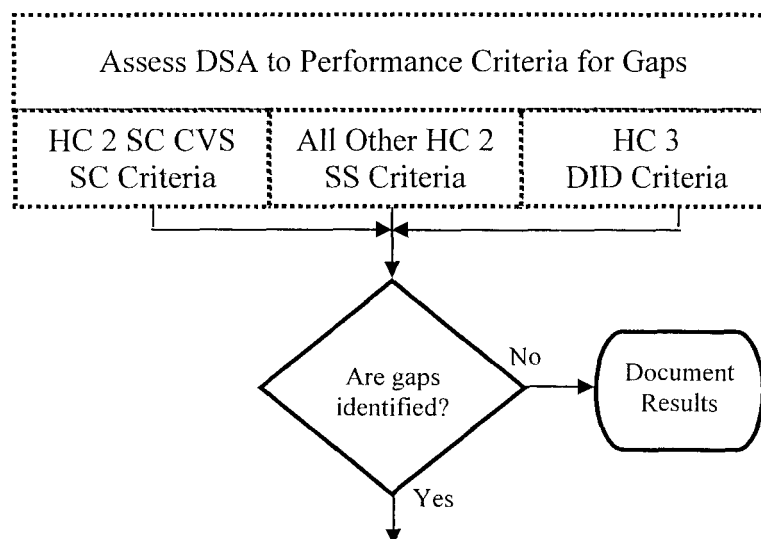 Assess DSA to Performance Criteria for Gaps
HC 2 SC CVS
SC Criteria
All Other HC 2
SS Criteria
HC 3
DID Criteria
Are gaps
identified?
No
Document
Results
Yes